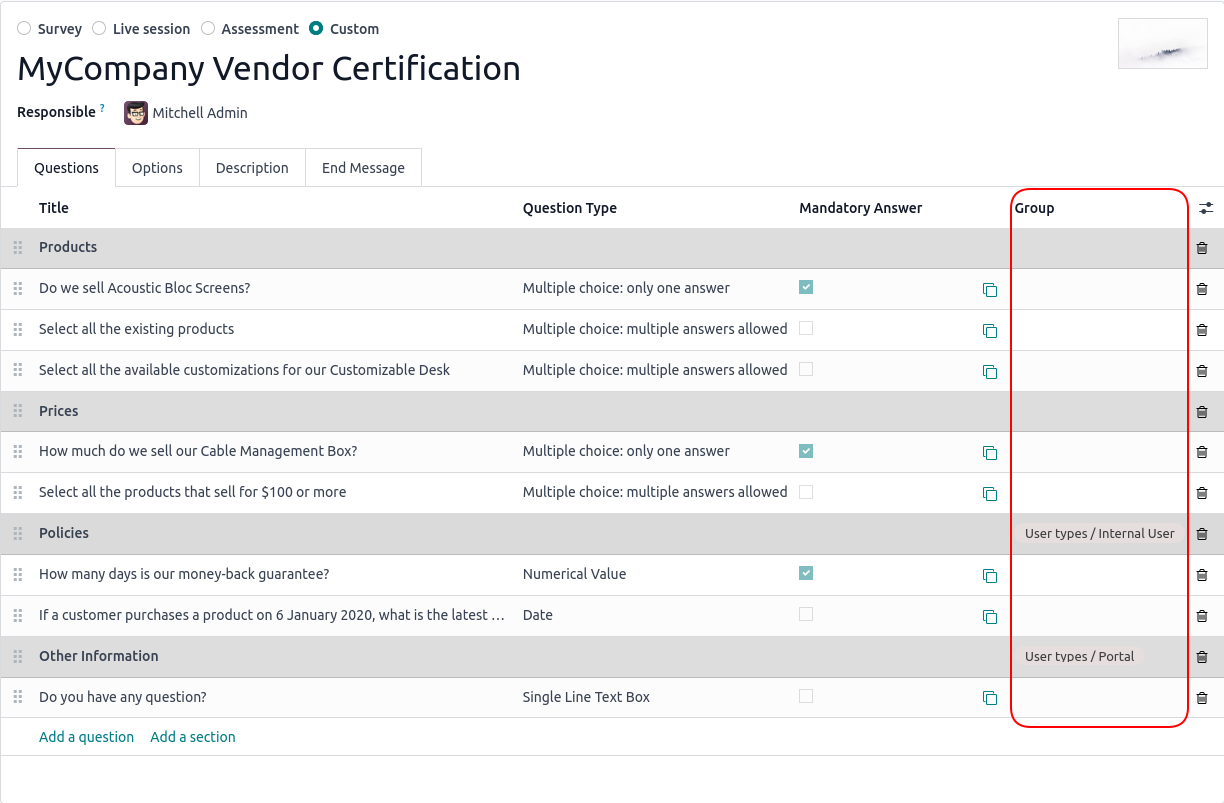 Survey Live session Assessment Custom
MyCompany Vendor Certification
Responsible ? Mitchell Admin
Questions Options Description End Message
Title Question Type Mandatory Answer Group
Products
Do we sell Acoustic Bloc Screens? Multiple choice: only one answer
Select all the existing products Multiple choice: multiple answers allowed
Select all the available customizations for our Customizable Desk Multiple choice: multiple answers allowed
Prices
How much do we sell our Cable Management Box? Multiple choice: only one answer
Select all the products that sell for $100 or more Multiple choice: multiple answers allowed
Policies User types / Internal User
How many days is our money-back guarantee? Numerical Value
If a customer purchases a product on 6 January 2020, what is the latest … Date
Other Information User types / Portal
Do you have any question? Single Line Text Box
Add a question Add a section